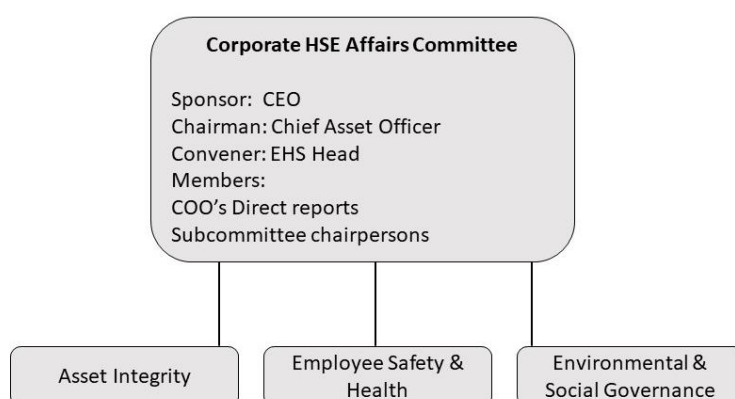 Corporate HSE Affairs Committee
Sponsor: CEO
Chairman: Chief Asset Officer
Convener: EHS Head
Members:
COO's Direct reports
Subcommittee chairpersons
Asset Integrity
Employee Safety &
Health
Environmental &
Social Governance